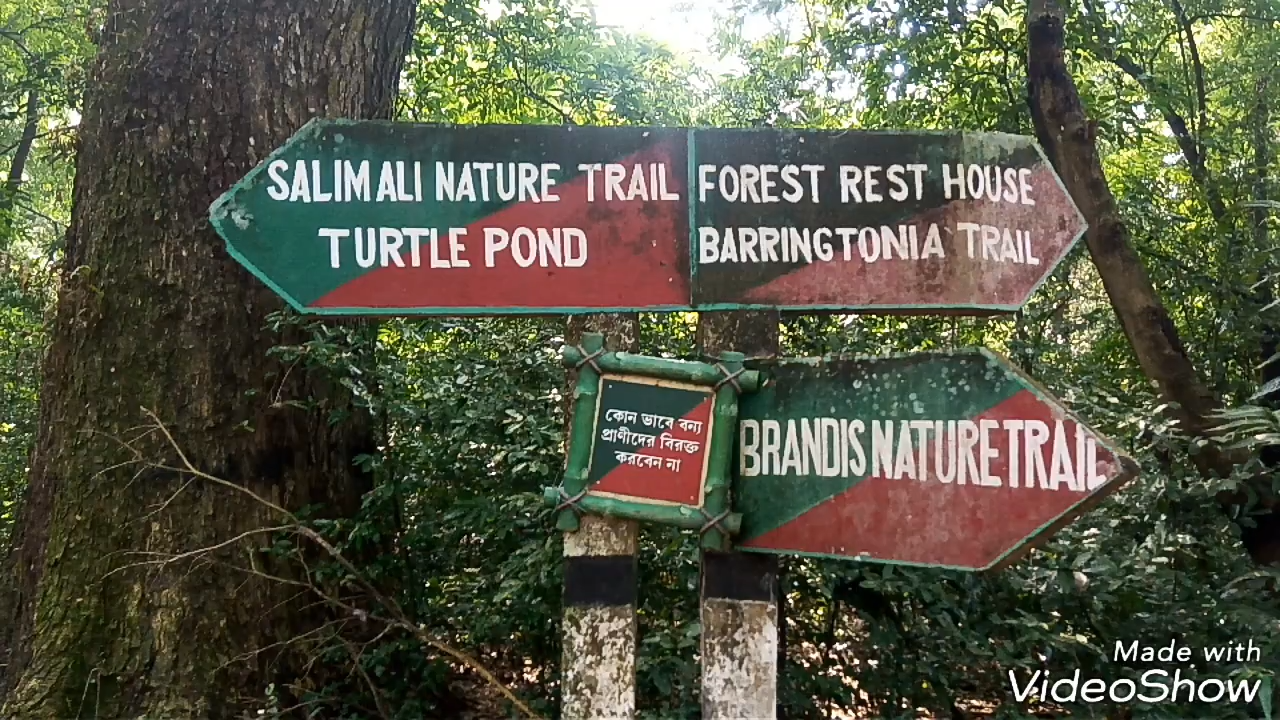 SALIM ALI NATURE TRAIL
TURTLE POND
FOREST REST HOUSE
BARRINGTONIA TRAIL
কোন ভাবে বন্য
প্রাণীদের বিরক্ত
করবেন না
BRANDIS NATURE TRAIL
Made with
VideoShow